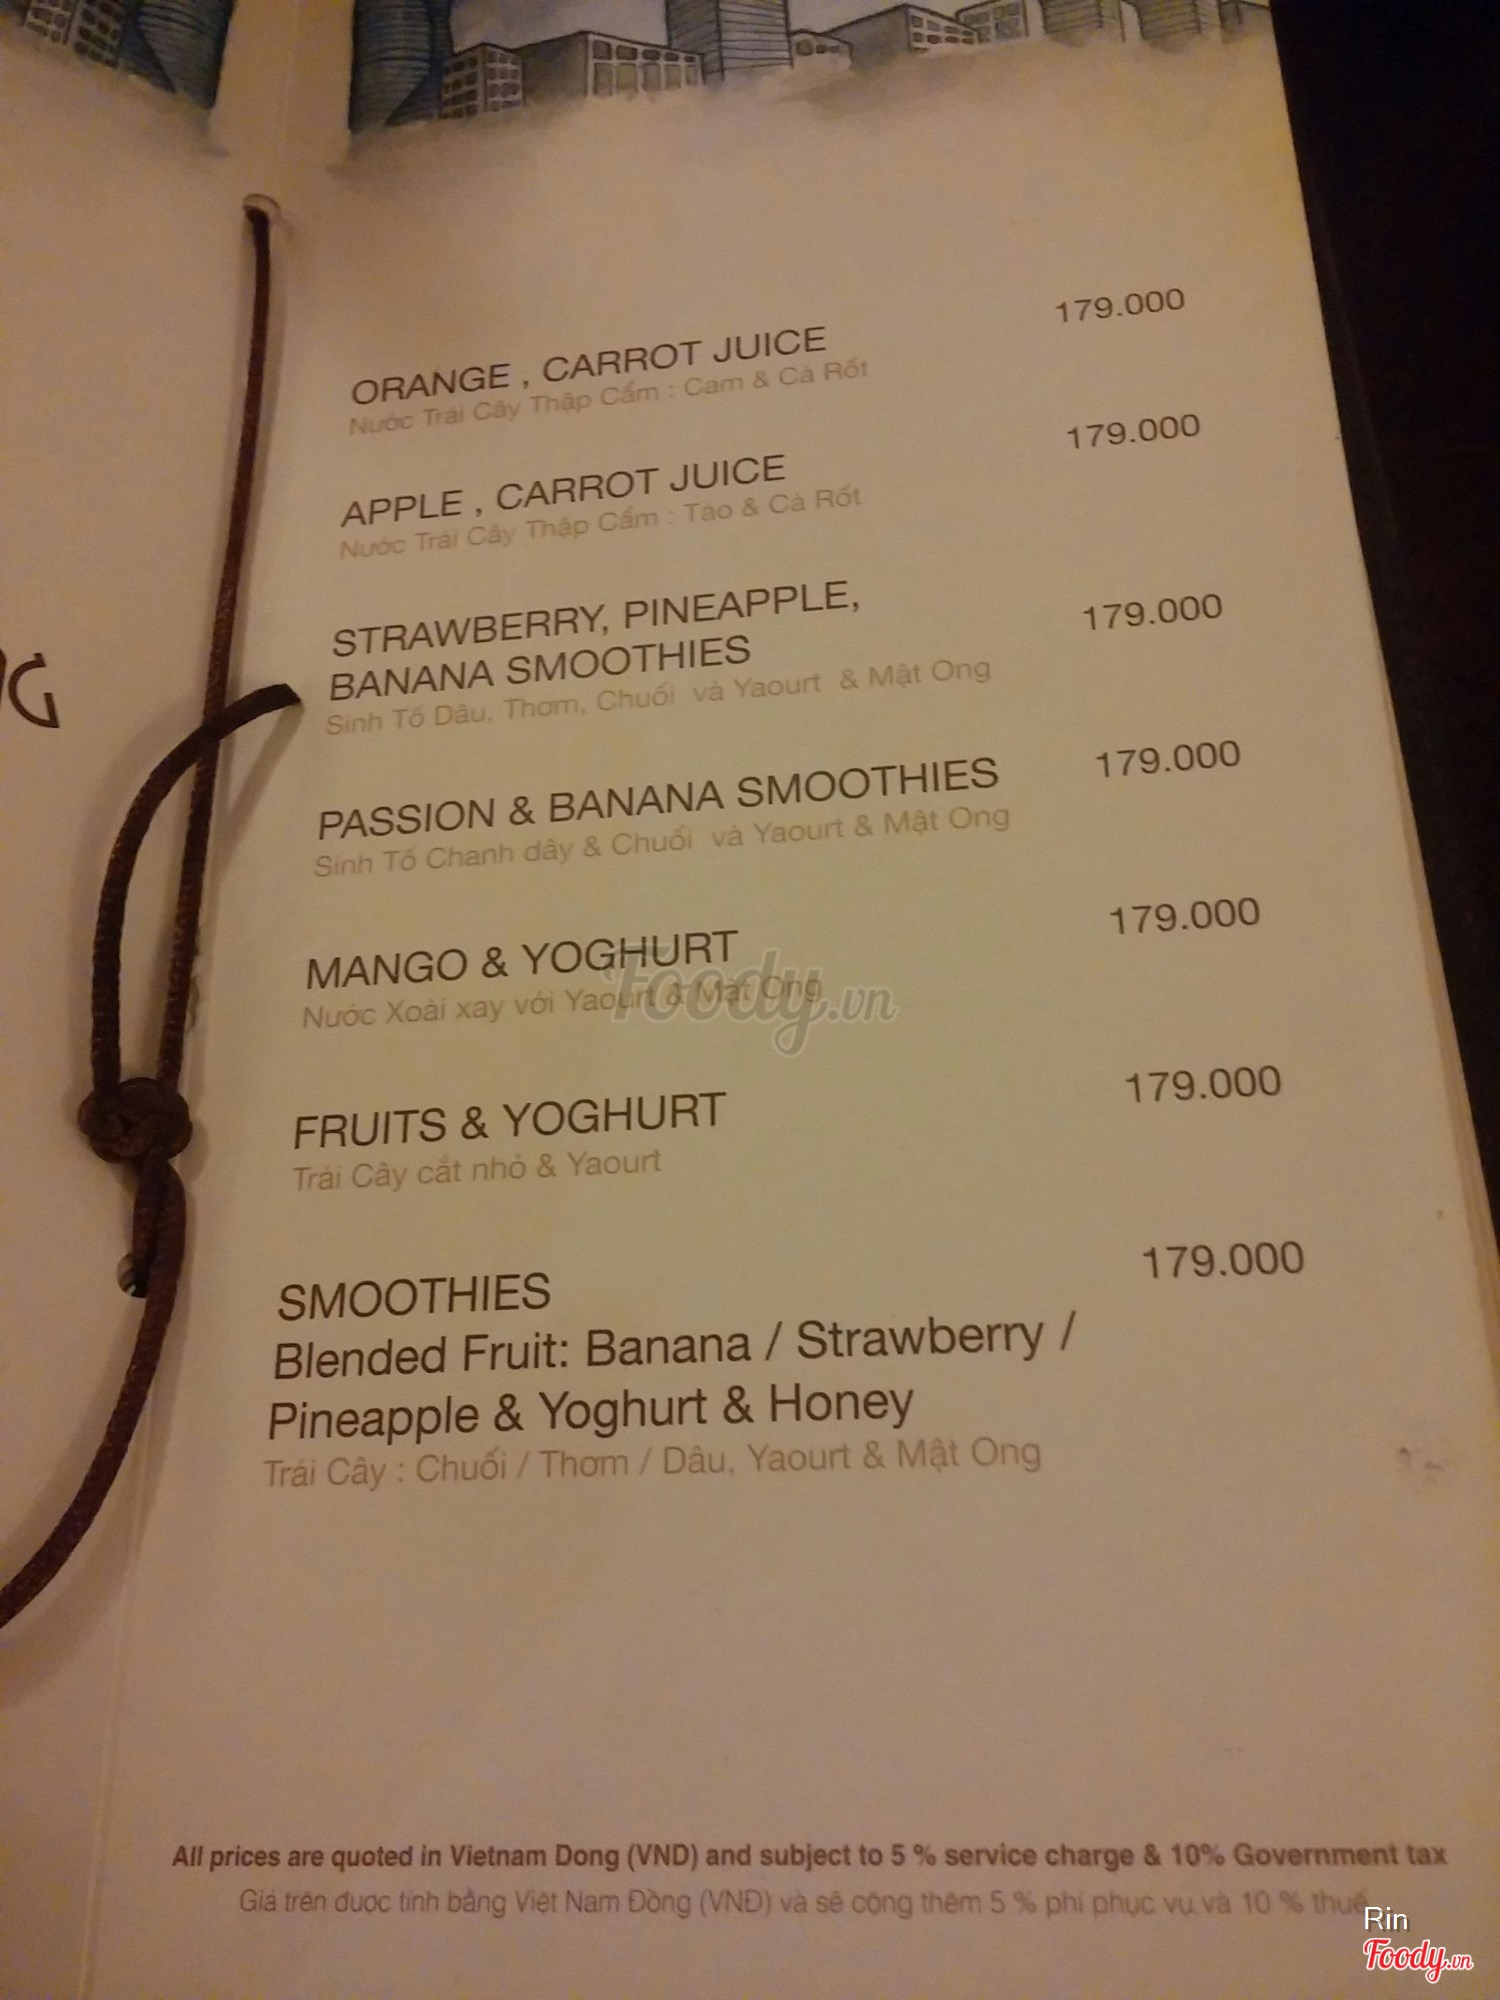 ORANGE , CARROT JUICE 179.000
Nước Trái Cây Thập Cẩm : Cam & Cà Rốt
APPLE , CARROT JUICE 179.000
Nước Trái Cây Thập Cẩm : Táo & Cà Rốt
STRAWBERRY, PINEAPPLE,
BANANA SMOOTHIES 179.000
Sinh Tố Dâu, Thơm, Chuối và Yaourt & Mật Ong
PASSION & BANANA SMOOTHIES 179.000
Sinh Tố Chanh dây & Chuối và Yaourt & Mật Ong
MANGO & YOGHURT 179.000
Nước Xoài xay với Yaourt & Mật Ong
Foody.vn
FRUITS & YOGHURT 179.000
Trái Cây cắt nhỏ & Yaourt
SMOOTHIES 179.000
Blended Fruit: Banana / Strawberry /
Pineapple & Yoghurt & Honey
Trái Cây : Chuối / Thơm / Dâu, Yaourt & Mật Ong
All prices are quoted in Vietnam Dong (VND) and subject to 5 % service charge & 10% Government tax
Giá trên được tính bằng Việt Nam Đồng (VNĐ) và sẽ cộng thêm 5 % phí phục vụ và 10 % thuế
Rin
Foody.vn